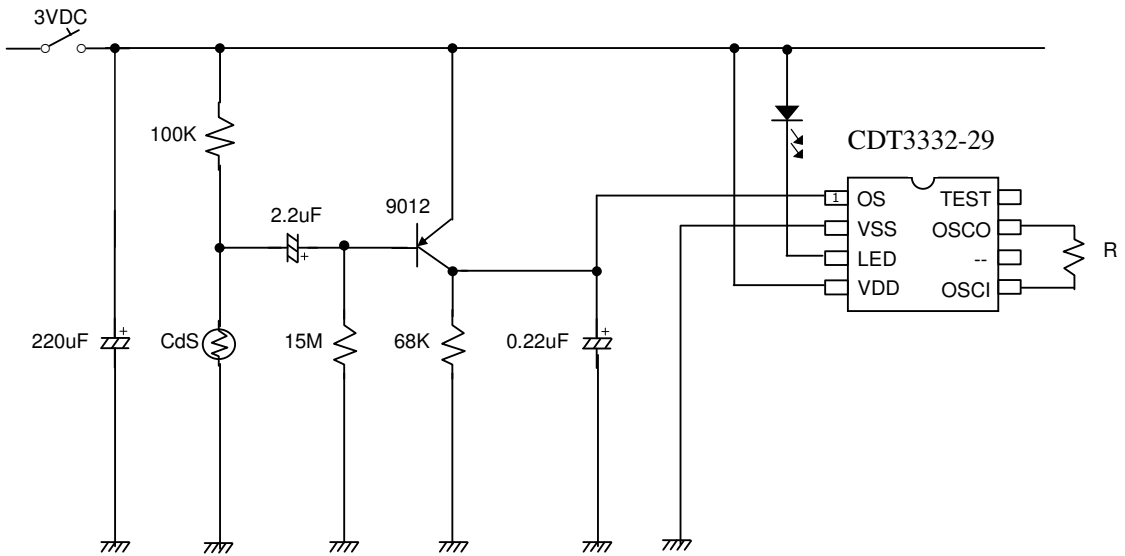 3VDC
100K
2.2uF
+
9012
CDT3332-29
1 OS
TEST
VSS
OSCO
LED
--
VDD
OSCI
R
220uF
+
CdS
15M
68K
0.22uF
+